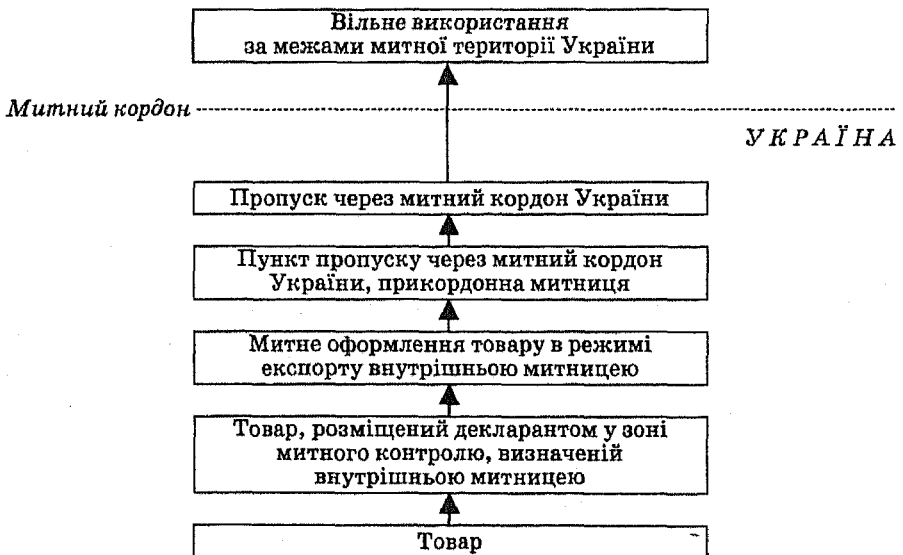 Вільне використання
за межами митної території України
Митний кордон
УКРАЇНА
Пропуск через митний кордон України
Пункт пропуску через митний кордон
України, прикордонна митниця
Митне оформлення товару в режимі
експорту внутрішньою митницею
Товар, розміщений декларантом у зоні
митного контролю, визначеній
внутрішньою митницею
Товар